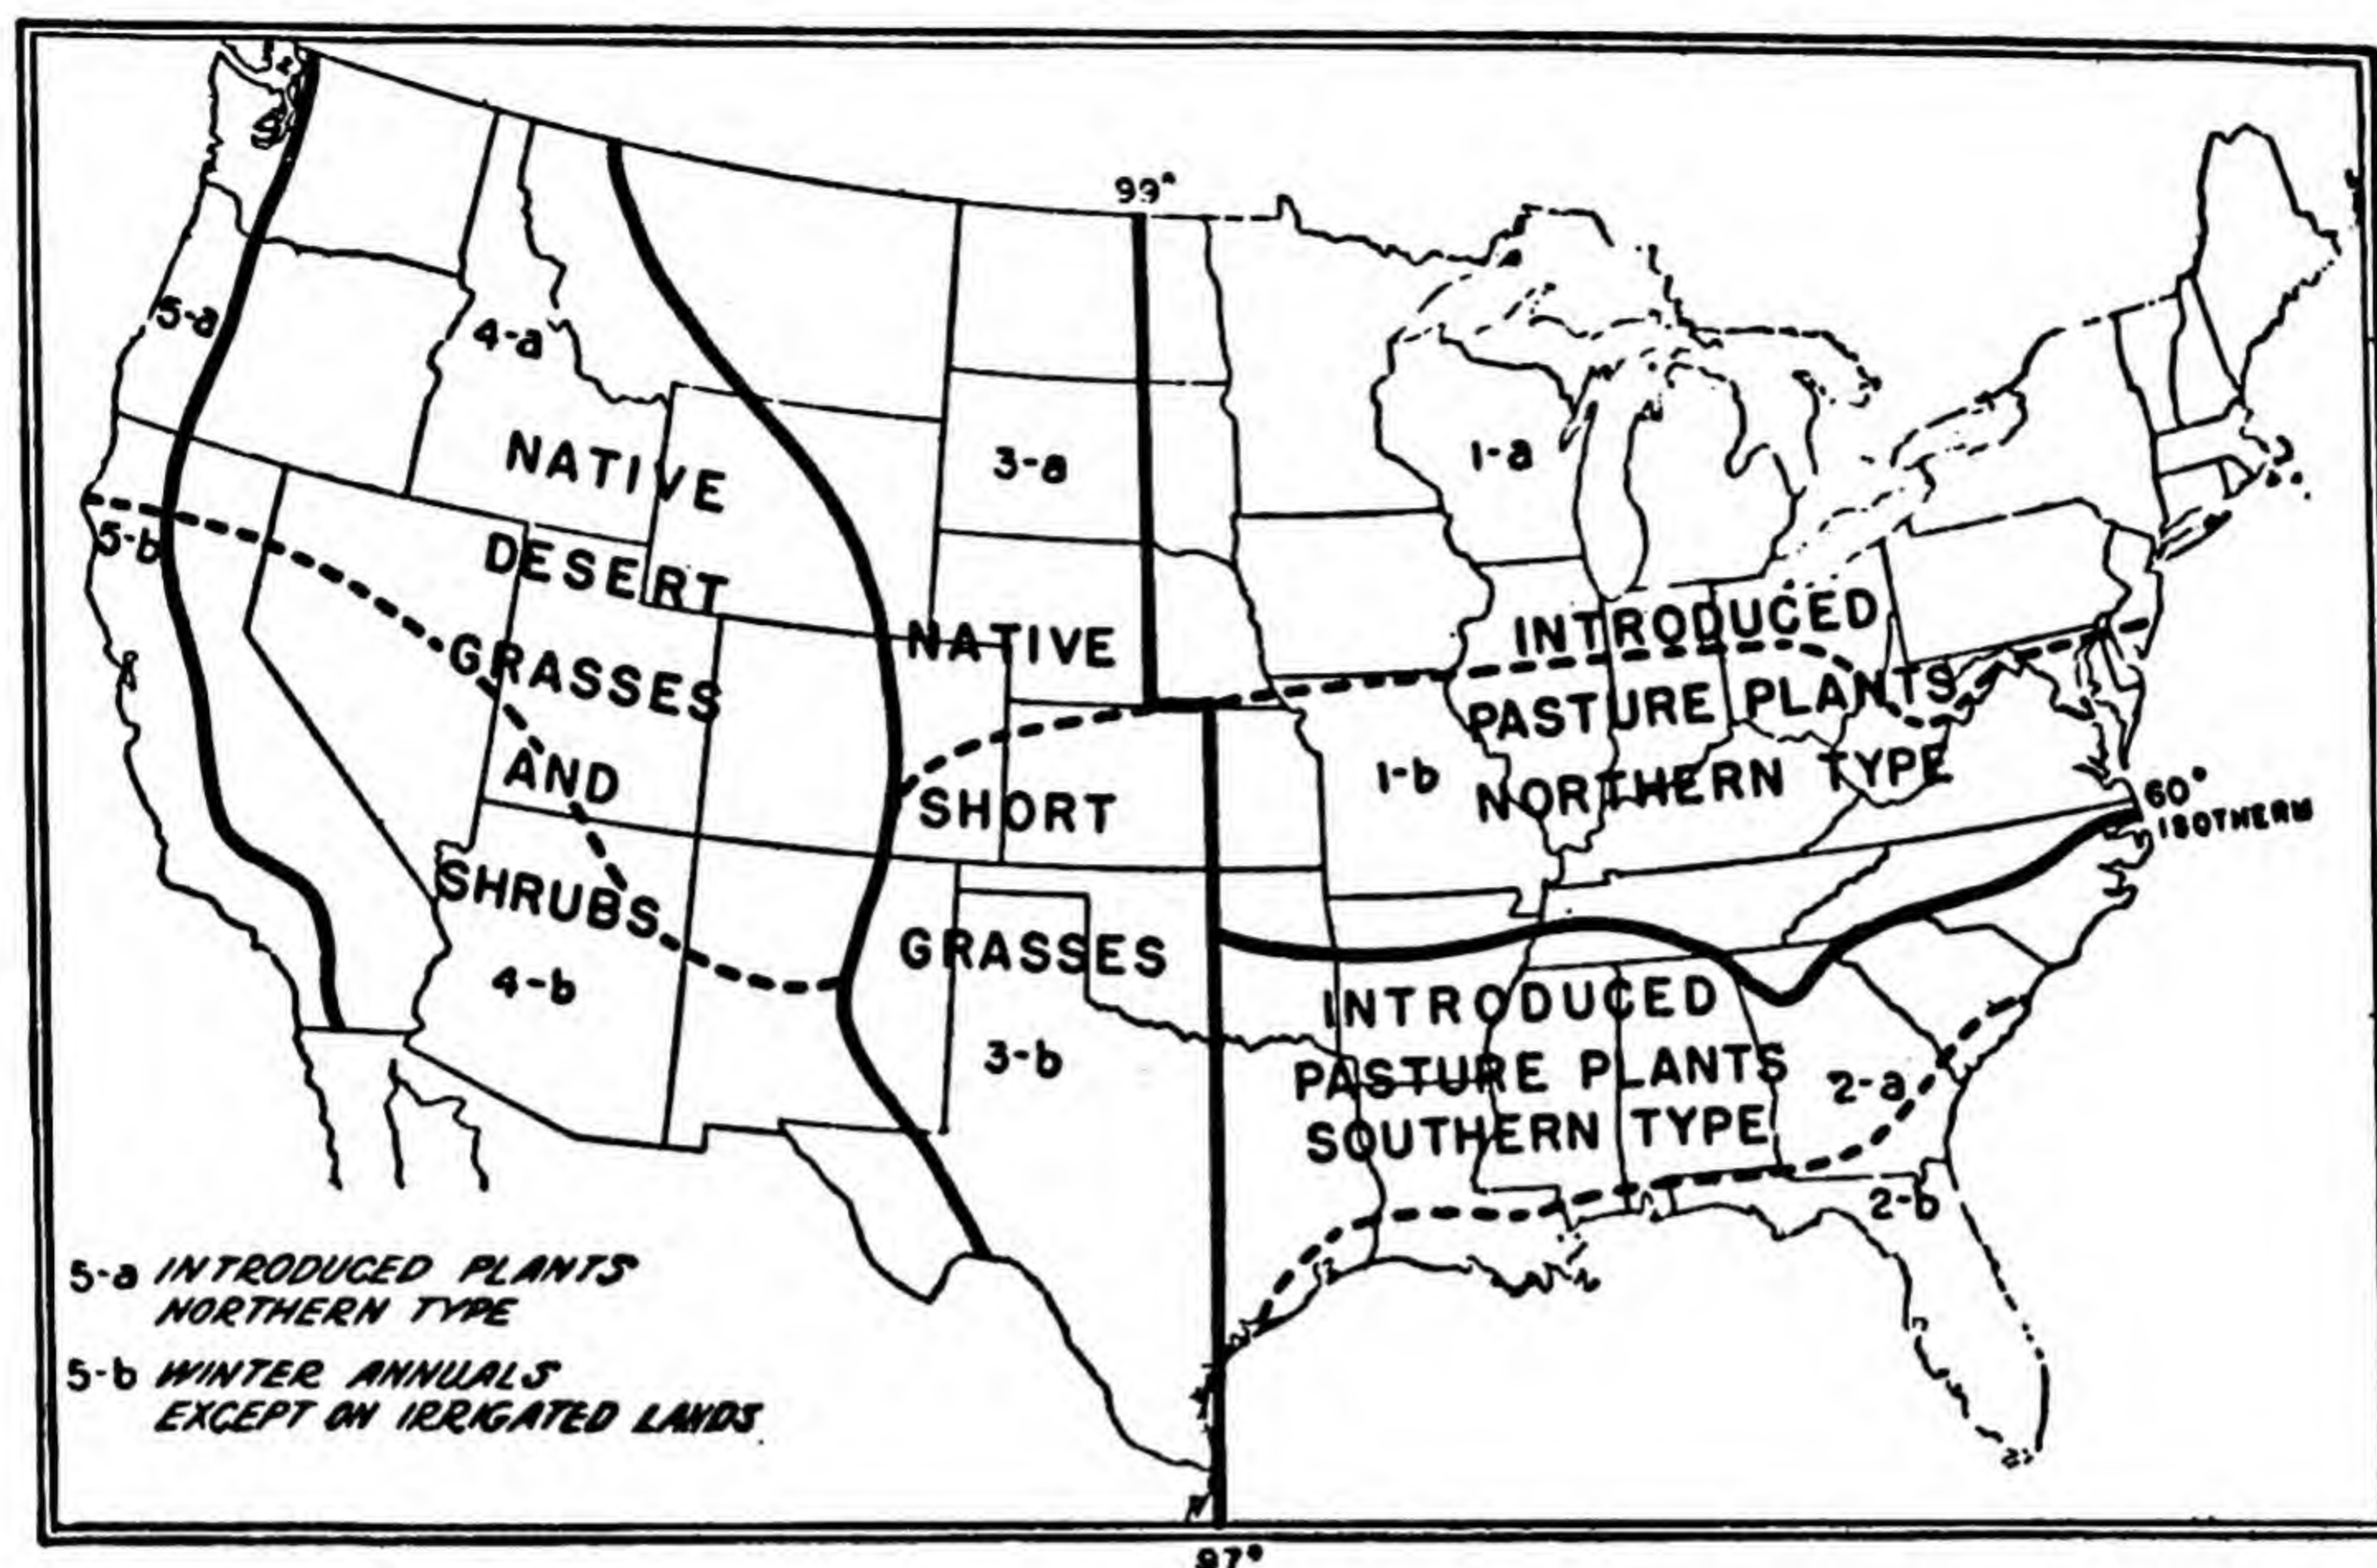 99°
5-a
4-a
NATIVE
DESERT
GRASSES
AND
SHRUBS
4-b
5-b
3-a
NATIVE
SHORT
GRASSES
3-b
1-a
INTRODUCED
PASTURE PLANTS
NORTHERN TYPE
1-b
60°
ISOTHERM
INTRODUCED
PASTURE PLANTS
SOUTHERN TYPE
2-a
2-b
5-a INTRODUCED PLANTS
NORTHERN TYPE
5-b WINTER ANNUALS
EXCEPT ON IRRIGATED LANDS
97°